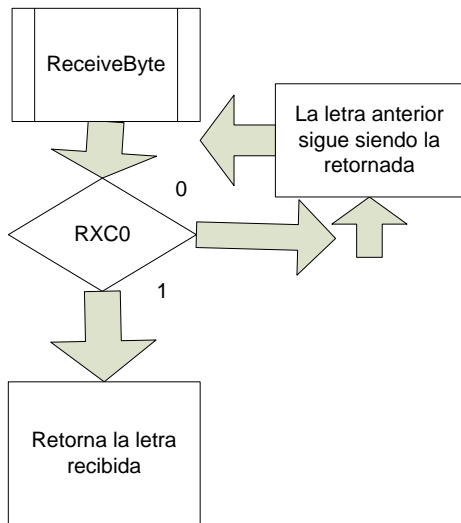 ReceiveByte
La letra anterior
sigue siendo la
retornada
0
RXC0
1
Retorna la letra
recibida